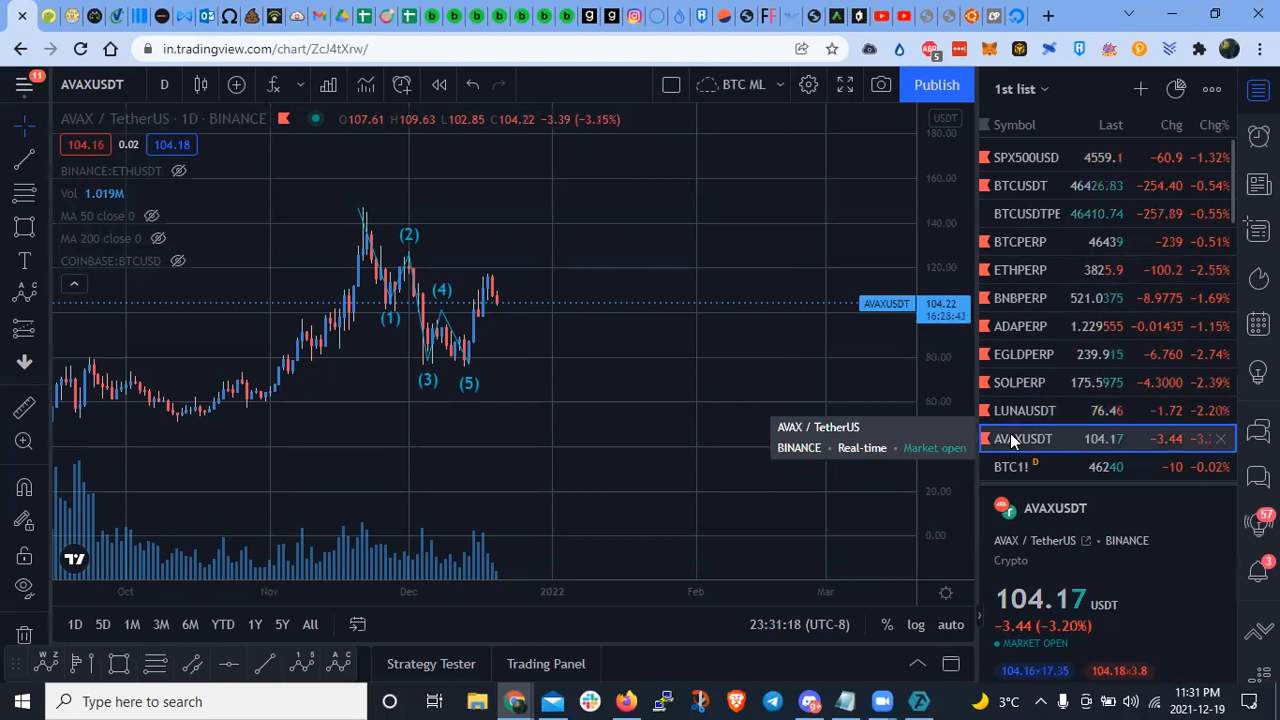 in.tradingview.com/chart/ZcJ4tXrw/
AVAXUSDT
D
BTC ML
Publish
1st list
AVAX / TetherUS · 1D · BINANCE
O107.61 H109.63 L102.85 C104.22 −3.39 (−3.15%)
USDT
104.16 0.02 104.18
BINANCE:ETHUSDT
Vol 1.019M
MA 50 close 0
MA 200 close 0
COINBASE:BTCUSD
180.00
160.00
140.00
120.00
AVAXUSDT 104.22
16:28:43
80.00
60.00
20.00
0.00
(1)
(2)
(3)
(4)
(5)
Oct Nov Dec 2022 Feb Mar
1D 5D 1M 3M 6M YTD 1Y 5Y All
23:31:18 (UTC-8)
% log auto
Strategy Tester
Trading Panel
Symbol Last Chg Chg%
SPX500USD 4559.1 −60.9 −1.32%
BTCUSDT 46426.83 −254.40 −0.54%
BTCUSDTPE 46410.74 −257.89 −0.55%
BTCPERP 46439 −239 −0.51%
ETHPERP 3825.9 −100.2 −2.55%
BNBPERP 521.0375 −8.9775 −1.69%
ADAPERP 1.229555 −0.01435 −1.15%
EGLDPERP 239.915 −6.760 −2.74%
SOLPERP 175.5975 −4.3000 −2.39%
LUNAUSDT 76.46 −1.72 −2.20%
AVAXUSDT 104.17 −3.44
BTC1! D 46240 −10 −0.02%
AVAX / TetherUS
BINANCE • Real-time • Market open
AVAXUSDT
AVAX / TetherUS • BINANCE
Crypto
104.17 USDT
−3.44 (−3.20%)
MARKET OPEN
104.16×17.35 104.18×3.8
11
57
3
5
Type here to search
3°C
11:31 PM
2021-12-19